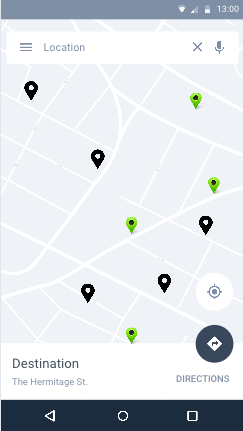 13:00
Location
Destination
The Hermitage St.
DIRECTIONS